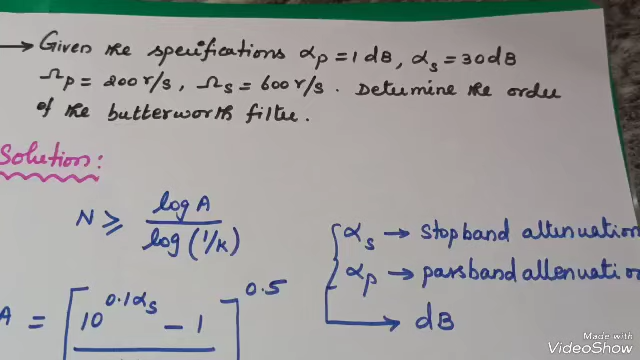 → Given the specifications αp = 1 dB, αs = 30 dB
Ωp = 200 r/s, Ωs = 600 r/s. Determine the order
of the butterworth filter.
Solution:
N ≥ log A / log (1/k)
αs → stopband attenuation
αp → passband attenuation
→ dB
A = [10^0.1αs − 1 ]^0.5
Made with
VideoShow